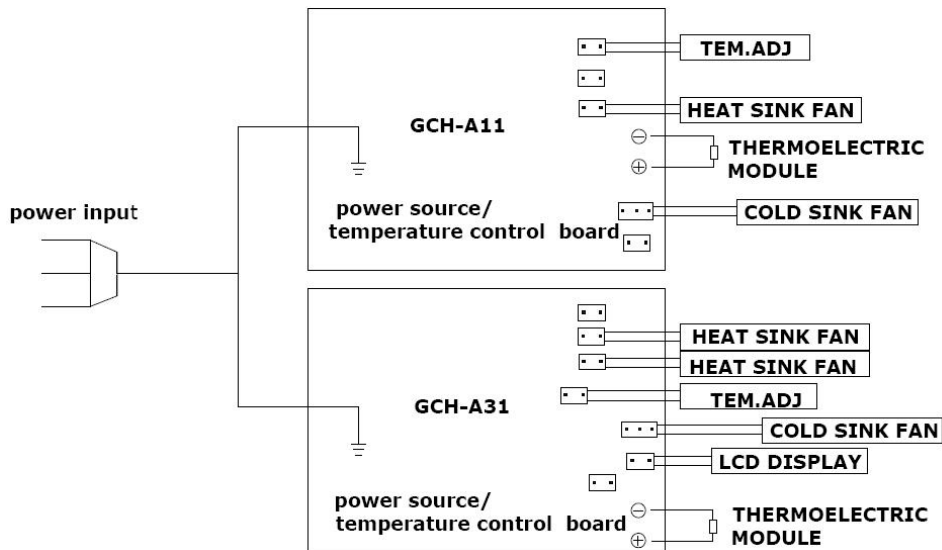 TEM.ADJ
HEAT SINK FAN
GCH-A11
THERMOELECTRIC
MODULE
power source/
temperature control board
COLD SINK FAN
power input
HEAT SINK FAN
HEAT SINK FAN
GCH-A31
TEM.ADJ
COLD SINK FAN
LCD DISPLAY
power source/
temperature control board
THERMOELECTRIC
MODULE